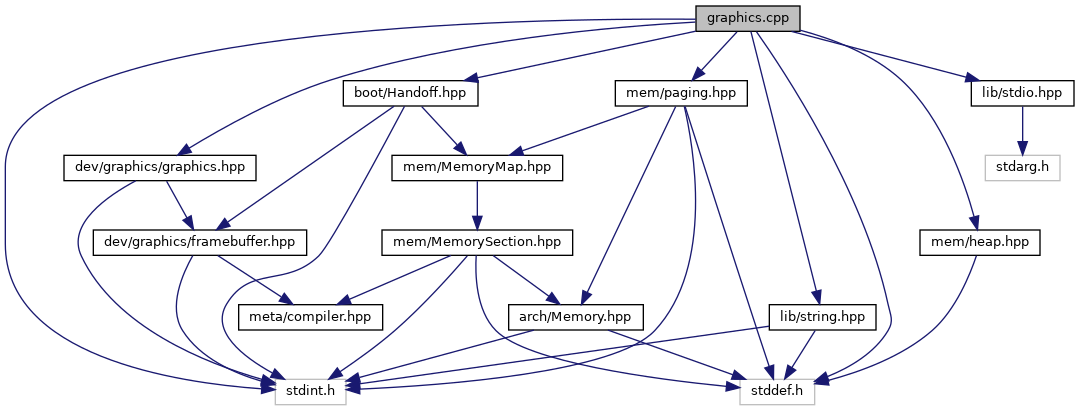 graphics.cpp
boot/Handoff.hpp
mem/paging.hpp
lib/stdio.hpp
dev/graphics/graphics.hpp
mem/MemoryMap.hpp
stdarg.h
dev/graphics/framebuffer.hpp
mem/MemorySection.hpp
mem/heap.hpp
meta/compiler.hpp
arch/Memory.hpp
lib/string.hpp
stdint.h
stddef.h